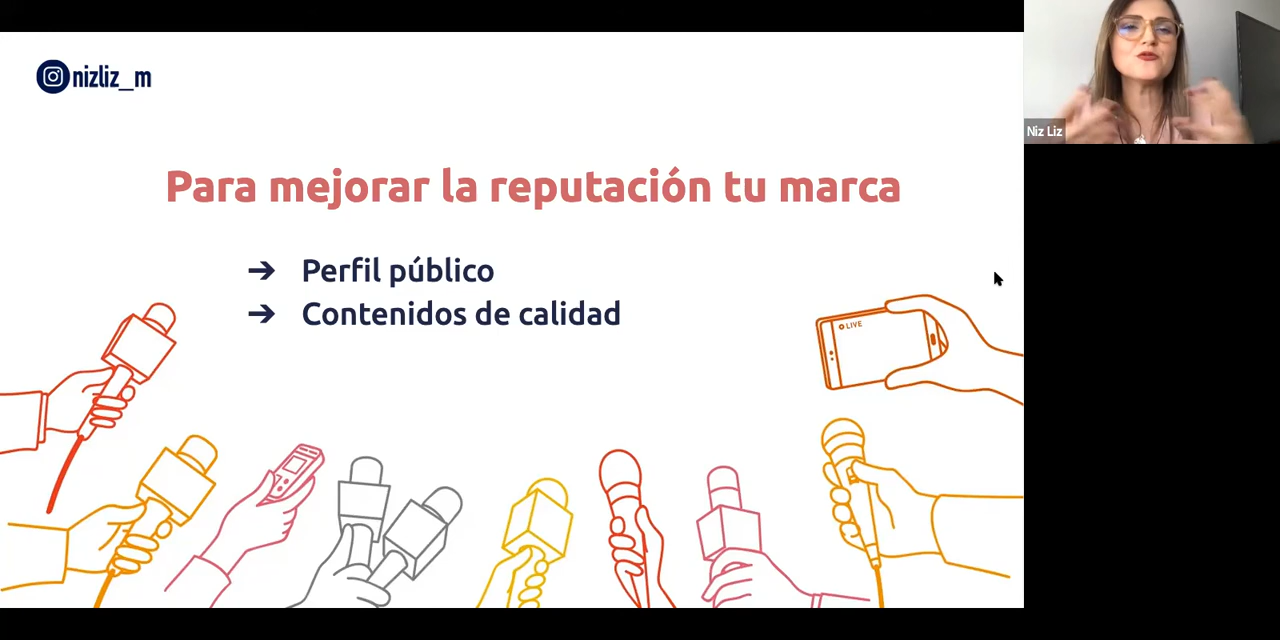 nizliz_m
Niz Liz
Para mejorar la reputación tu marca
➔ Perfil público
➔ Contenidos de calidad
LIVE